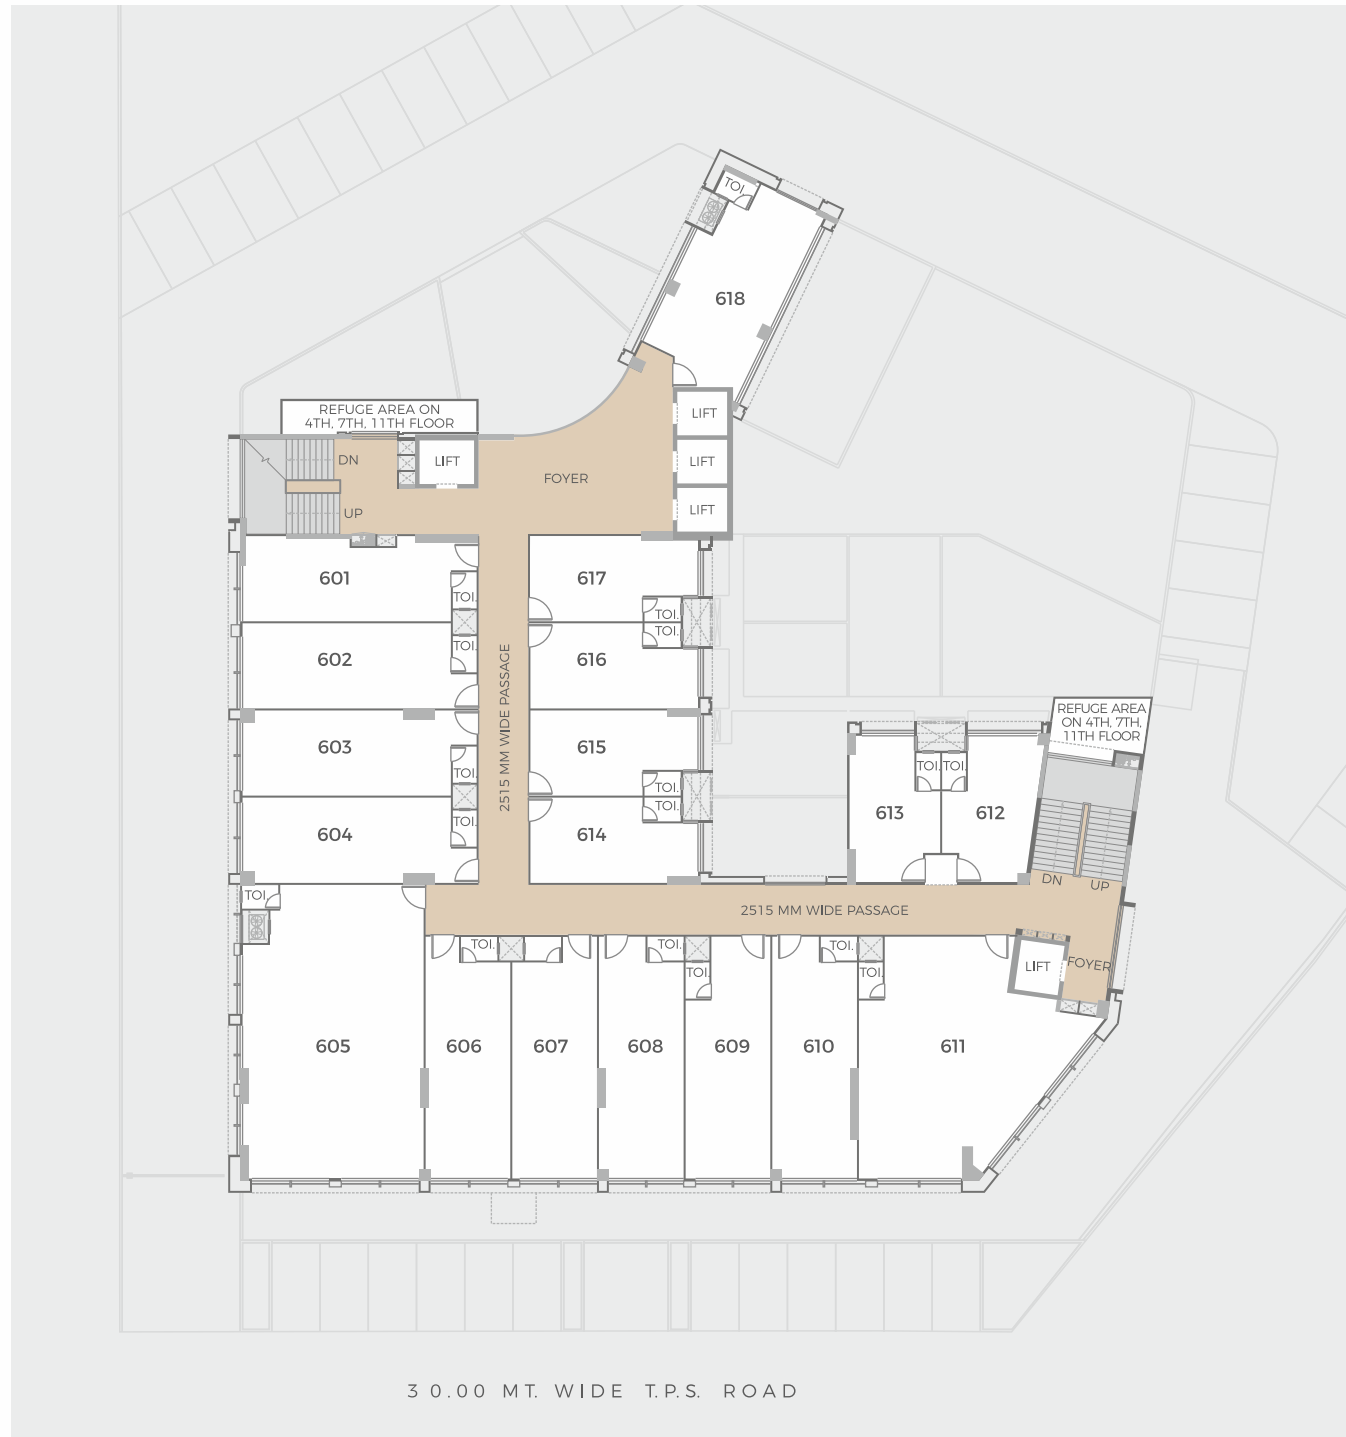 TOI.
618
REFUGE AREA ON
4TH, 7TH, 11TH FLOOR
LIFT
DN
LIFT
LIFT
FOYER
UP
LIFT
601
617
TOI.
TOI.
TOI.
TOI.
602
616
2515 MM WIDE PASSAGE
REFUGE AREA
ON 4TH, 7TH,
11TH FLOOR
603
615
TOI.
TOI.
TOI.
TOI.
TOI.
TOI.
604
614
613
612
DN
UP
TOI.
2515 MM WIDE PASSAGE
TOI.
TOI.
TOI.
TOI.
TOI.
LIFT
FOYER
605
606
607
608
609
610
611
30.00 MT. WIDE T.P.S. ROAD